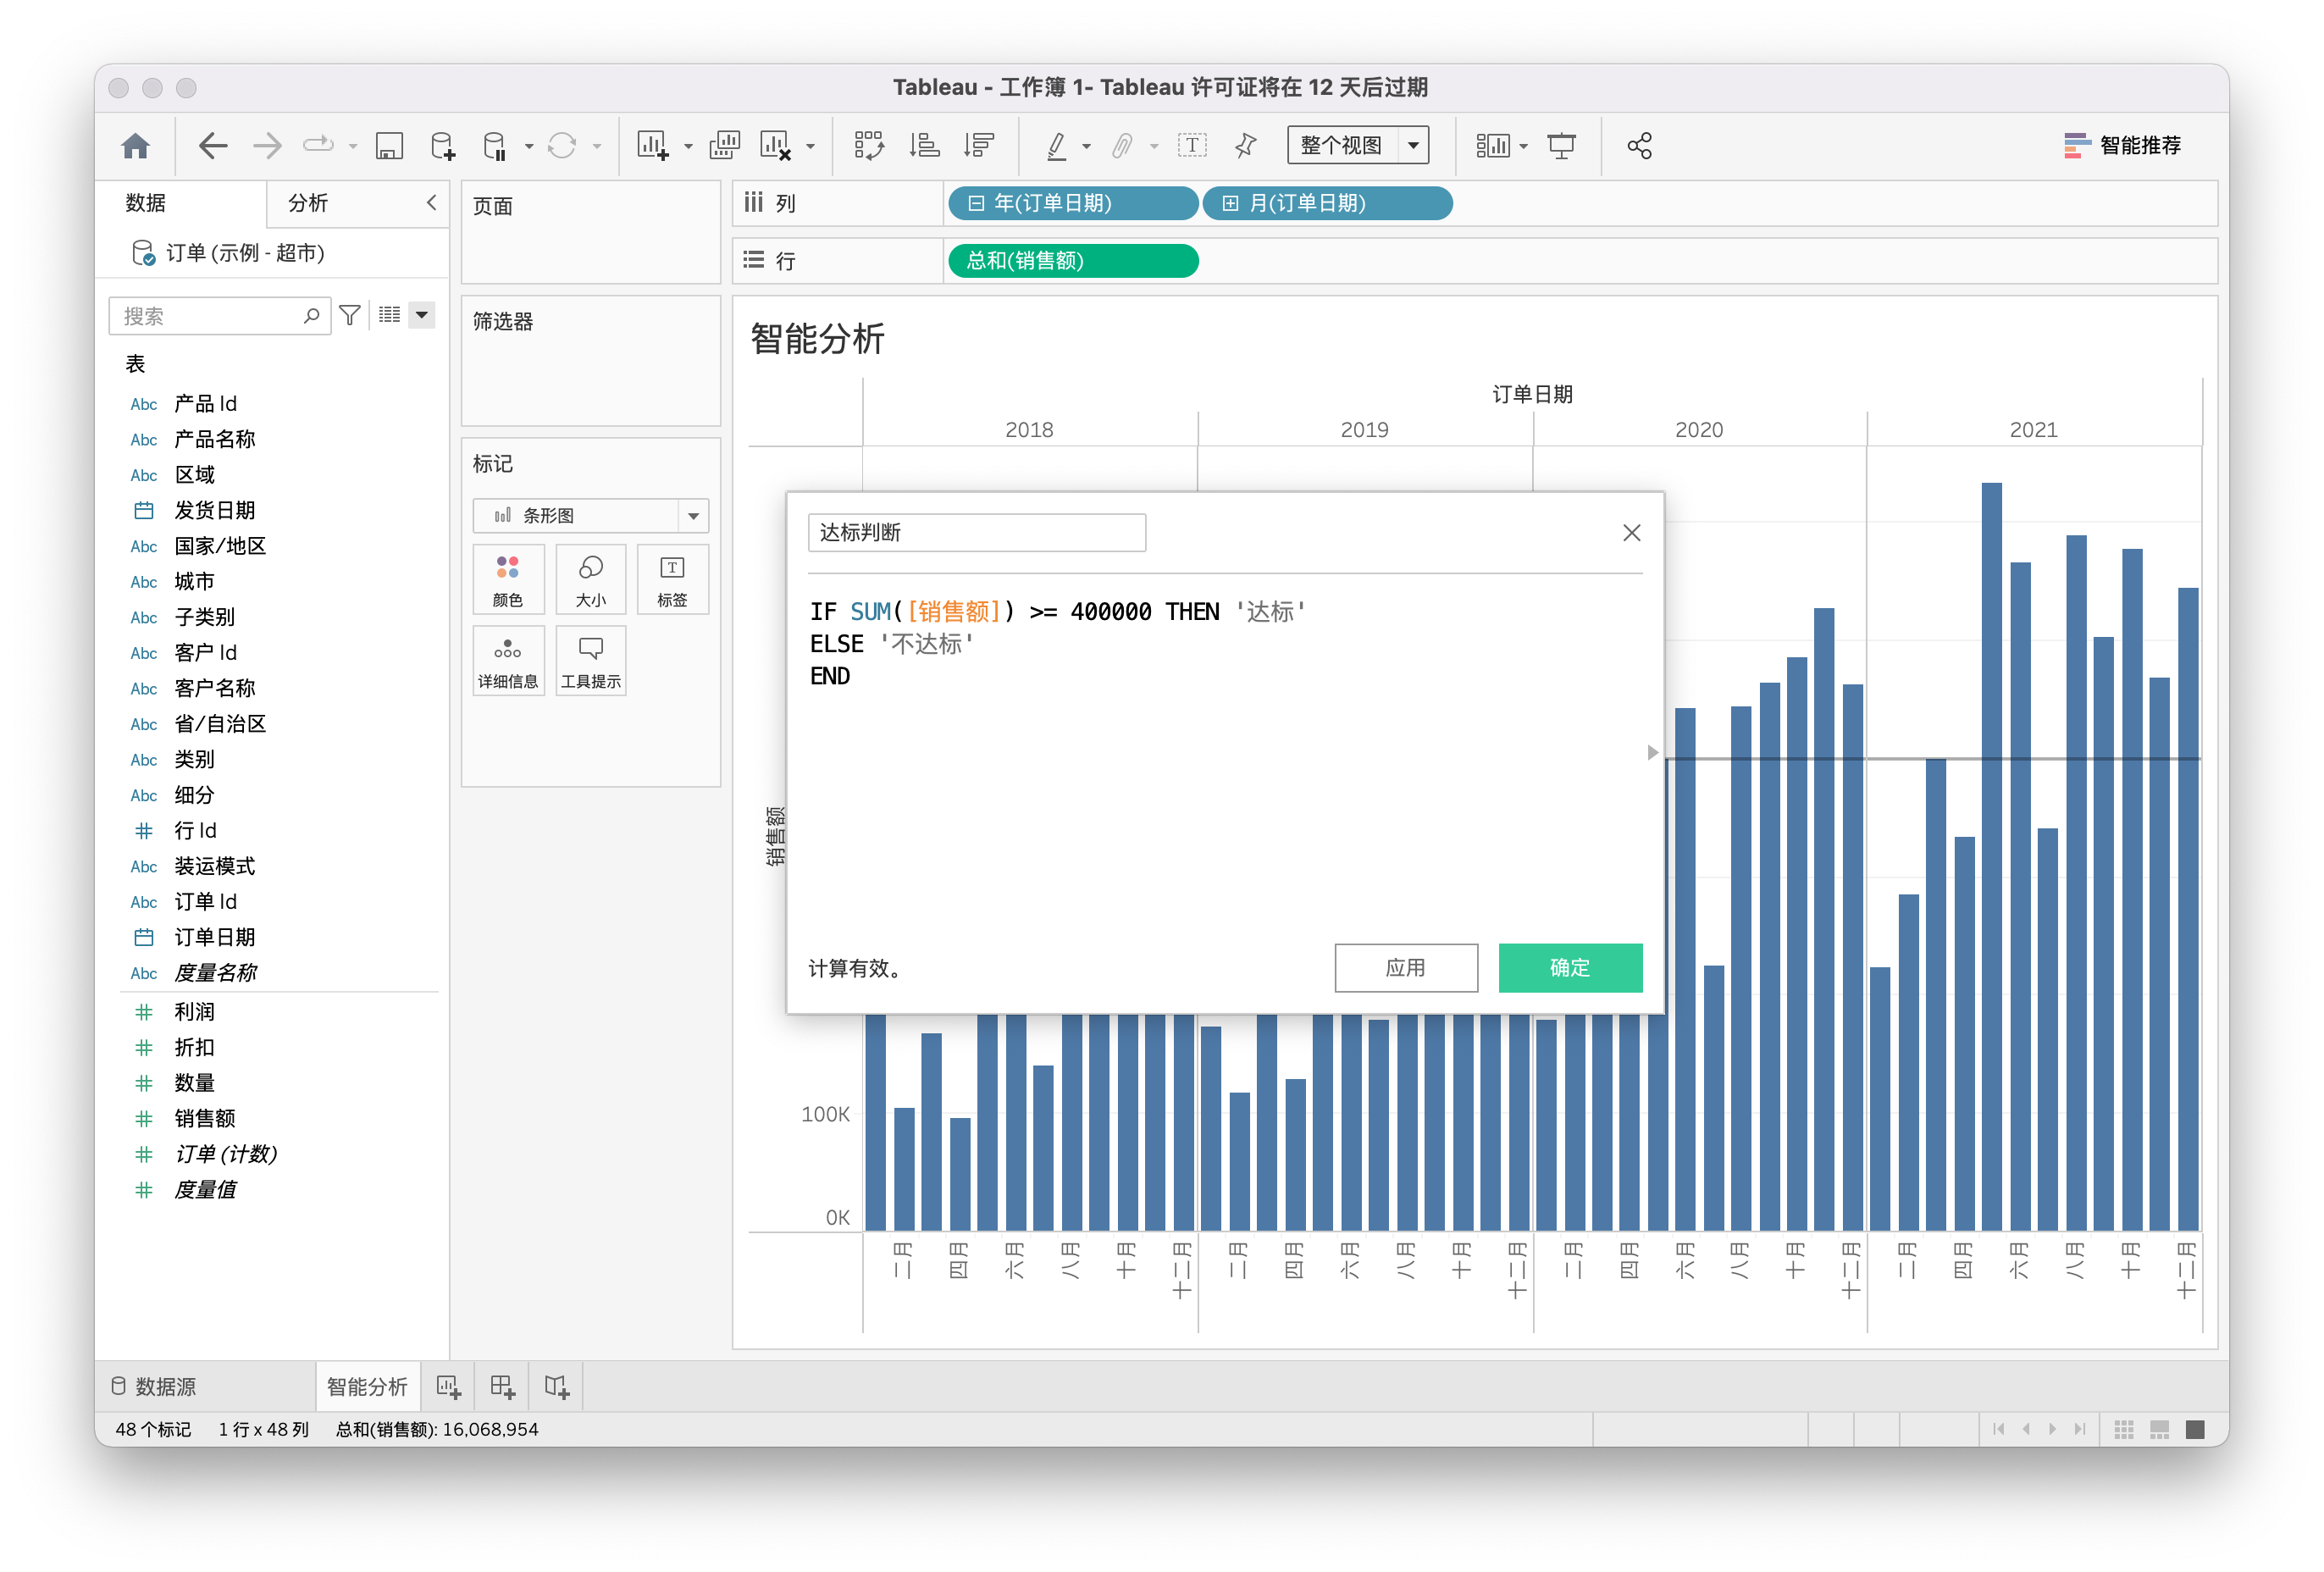 Tableau - 工作簿 1- Tableau 许可证将在 12 天后过期
整个视图
智能推荐
数据
分析
订单 (示例 - 超市)
搜索
表
Abc 产品 Id
Abc 产品名称
Abc 区域
发货日期
Abc 国家/地区
Abc 城市
Abc 子类别
Abc 客户 Id
Abc 客户名称
Abc 省/自治区
Abc 类别
Abc 细分
行 Id
Abc 装运模式
Abc 订单 Id
订单日期
Abc 度量名称
利润
折扣
数量
销售额
订单 (计数)
度量值
页面
筛选器
标记
条形图
颜色
大小
标签
详细信息
工具提示
列
年(订单日期)
月(订单日期)
行
总和(销售额)
智能分析
订单日期
2018
2019
2020
2021
销售额
达标判断
IF SUM([销售额]) >= 400000 THEN '达标'
ELSE '不达标'
END
计算有效。
应用
确定
100K
0K
二月
四月
六月
八月
十月
十二月
二月
四月
六月
八月
十月
十二月
二月
四月
六月
八月
十月
十二月
二月
四月
六月
八月
十月
十二月
数据源
智能分析
48 个标记 1 行 x 48 列 总和(销售额): 16,068,954